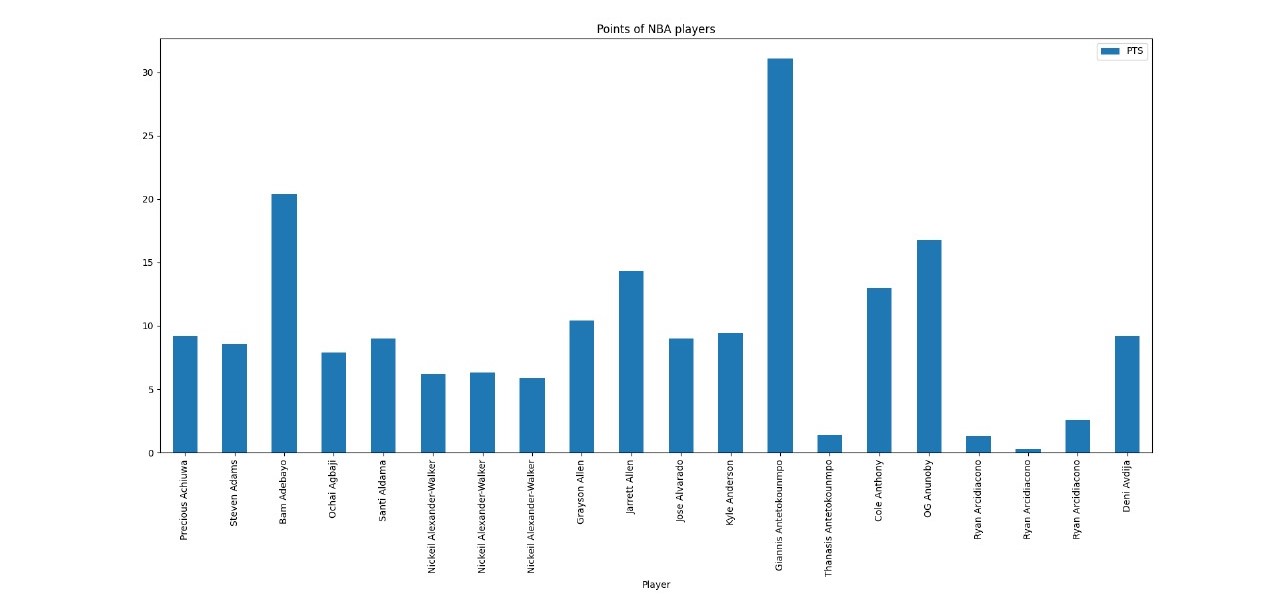 Points of NBA players
PTS
30
25
20
15
10
5
0
Precious Achiuwa
Steven Adams
Bam Adebayo
Ochai Agbaji
Santi Aldama
Nickeil Alexander-Walker
Nickeil Alexander-Walker
Nickeil Alexander-Walker
Grayson Allen
Jarrett Allen
Jose Alvarado
Kyle Anderson
Giannis Antetokounmpo
Thanasis Antetokounmpo
Cole Anthony
OG Anunoby
Ryan Arcidiacono
Ryan Arcidiacono
Ryan Arcidiacono
Deni Avdija
Player